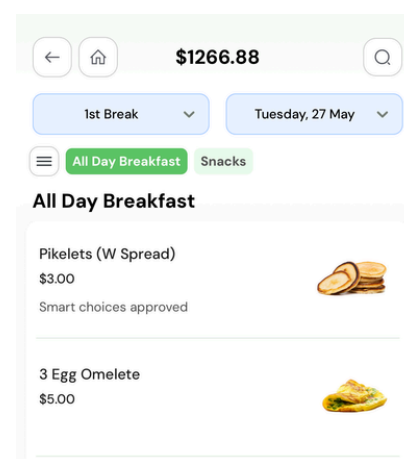 $1266.88
1st Break
Tuesday, 27 May
All Day Breakfast
Snacks
All Day Breakfast
Pikelets (W Spread)
$3.00
Smart choices approved
3 Egg Omelete
$5.00